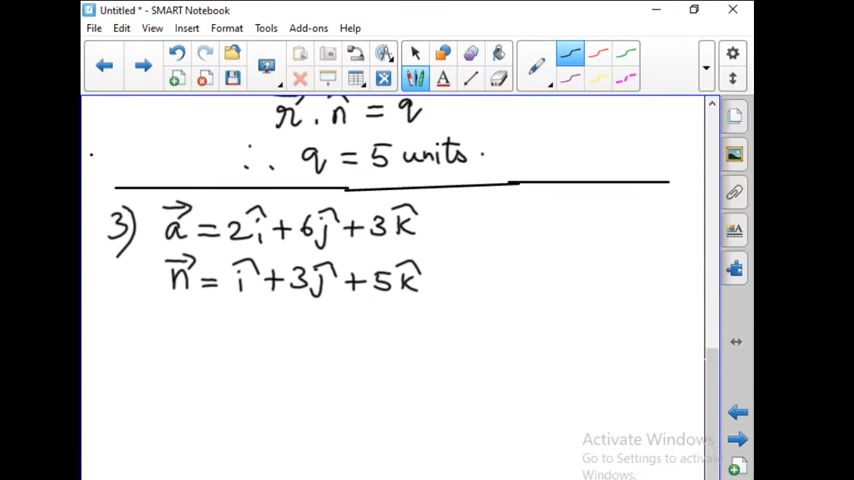 Untitled * - SMART Notebook
File Edit View Insert Format Tools Add-ons Help
r⃗ . n̂ = q
∴ q = 5 units.
3) a⃗ = 2î + 6ĵ + 3k̂
n⃗ = î + 3ĵ + 5k̂
Activate Windows
Go to Settings to activate
Windows.